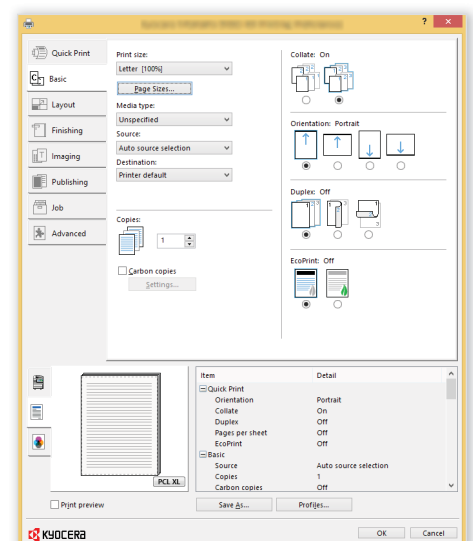 ? ×
Quick Print
Basic
Layout
Finishing
Imaging
Publishing
Job
Advanced
Print size:
Letter [100%]
Page Sizes...
Media type:
Unspecified
Source:
Auto source selection
Destination:
Printer default
Copies:
1
Carbon copies
Settings...
Collate: On
Orientation: Portrait
Duplex: Off
EcoPrint: Off
Item Detail
Quick Print
Orientation Portrait
Collate On
Duplex Off
Pages per sheet Off
EcoPrint Off
Basic
Source Auto source selection
Copies 1
Carbon copies Off
PCL XL
Print preview
Save As...
Profiles...
KYOCERA
OK
Cancel